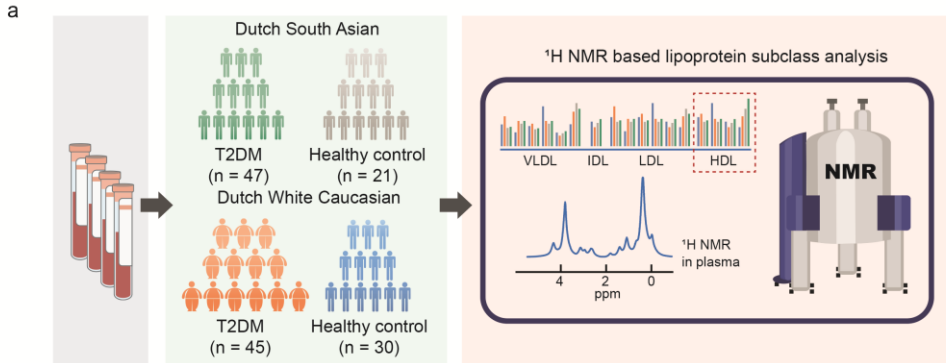 a
Dutch South Asian
T2DM
(n = 47)
Healthy control
(n = 21)
Dutch White Caucasian
T2DM
(n = 45)
Healthy control
(n = 30)
¹H NMR based lipoprotein subclass analysis
VLDL IDL LDL HDL
¹H NMR
in plasma
4 2 0
ppm
NMR